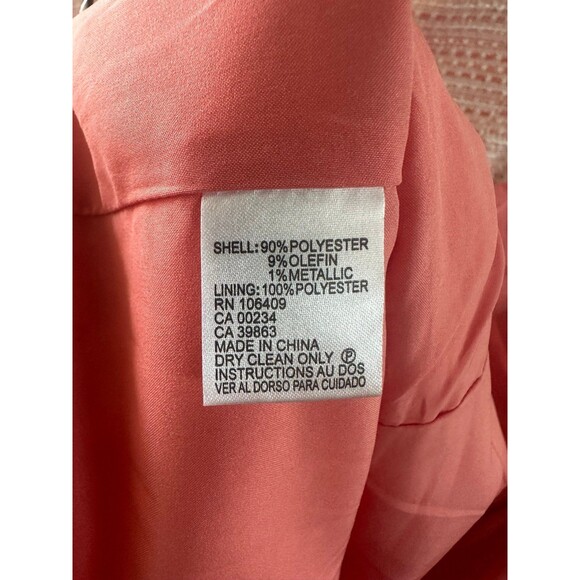 SHELL: 90% POLYESTER
9% OLEFIN
1% METALLIC
LINING: 100% POLYESTER
RN 106409
CA 00234
CA 39863
MADE IN CHINA
DRY CLEAN ONLY Ⓟ
INSTRUCTIONS AU DOS
VER AL DORSO PARA CUIDADO